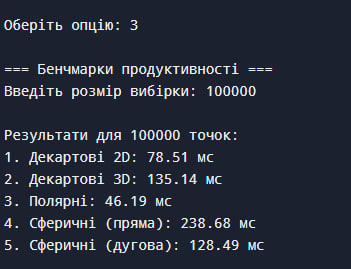 Оберіть опцію: 3
=== Бенчмарки продуктивності ===
Введіть розмір вибірки: 100000
Результати для 100000 точок:
1. Декартові 2D: 78.51 мс
2. Декартові 3D: 135.14 мс
3. Полярні: 46.19 мс
4. Сферичні (пряма): 238.68 мс
5. Сферичні (дугова): 128.49 мс